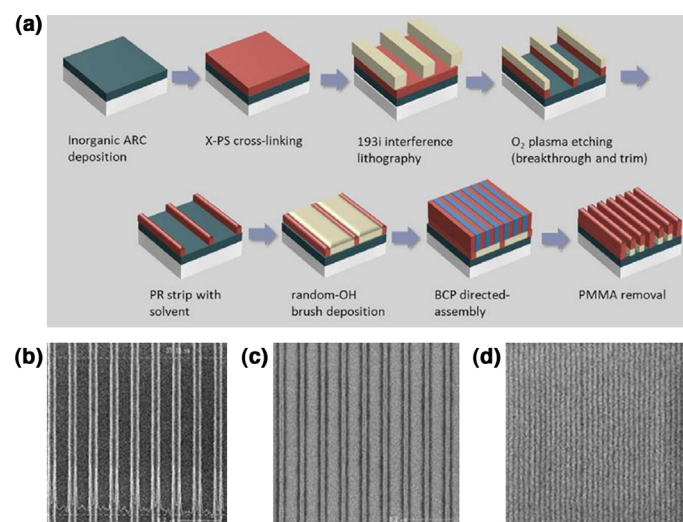 (a)
Inorganic ARC
deposition
X-PS cross-linking
193i interference
lithography
O₂ plasma etching
(breakthrough and trim)
PR strip with
solvent
random-OH
brush deposition
BCP directed-
assembly
PMMA removal
(b)
(c)
(d)